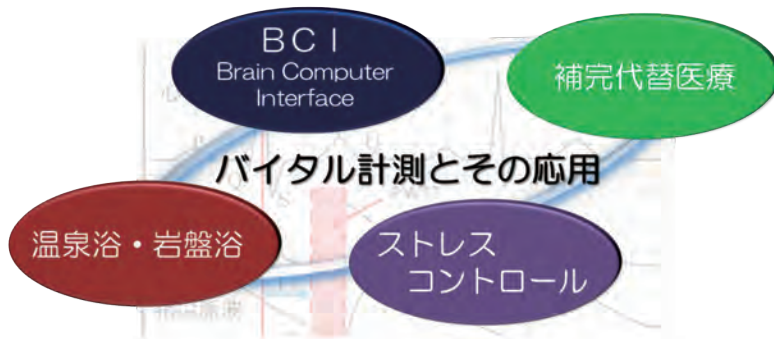 BCI
Brain Computer
Interface
補完代替医療
バイタル計測とその応用
温泉浴・岩盤浴
ストレス
コントロール